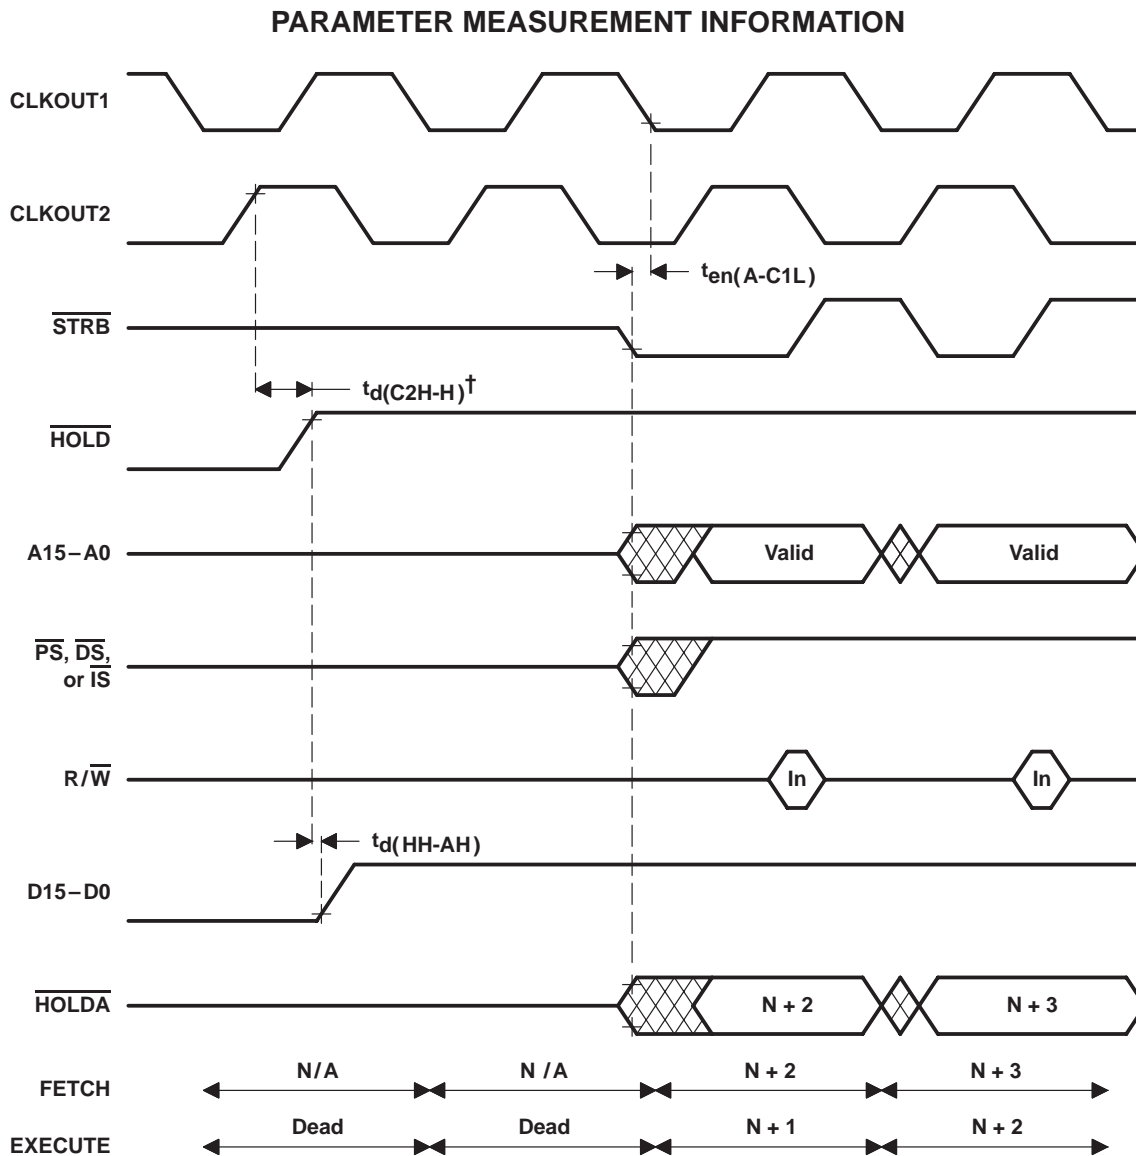 PARAMETER MEASUREMENT INFORMATION
CLKOUT1
CLKOUT2
ten(A-C1L)
STRB
td(C2H-H)†
HOLD
A15–A0
Valid
Valid
PS, DS,
or IS
R/W
In
In
td(HH-AH)
D15–D0
HOLDA
N + 2
N + 3
FETCH
N/A
N /A
N + 2
N + 3
EXECUTE
Dead
Dead
N + 1
N + 2